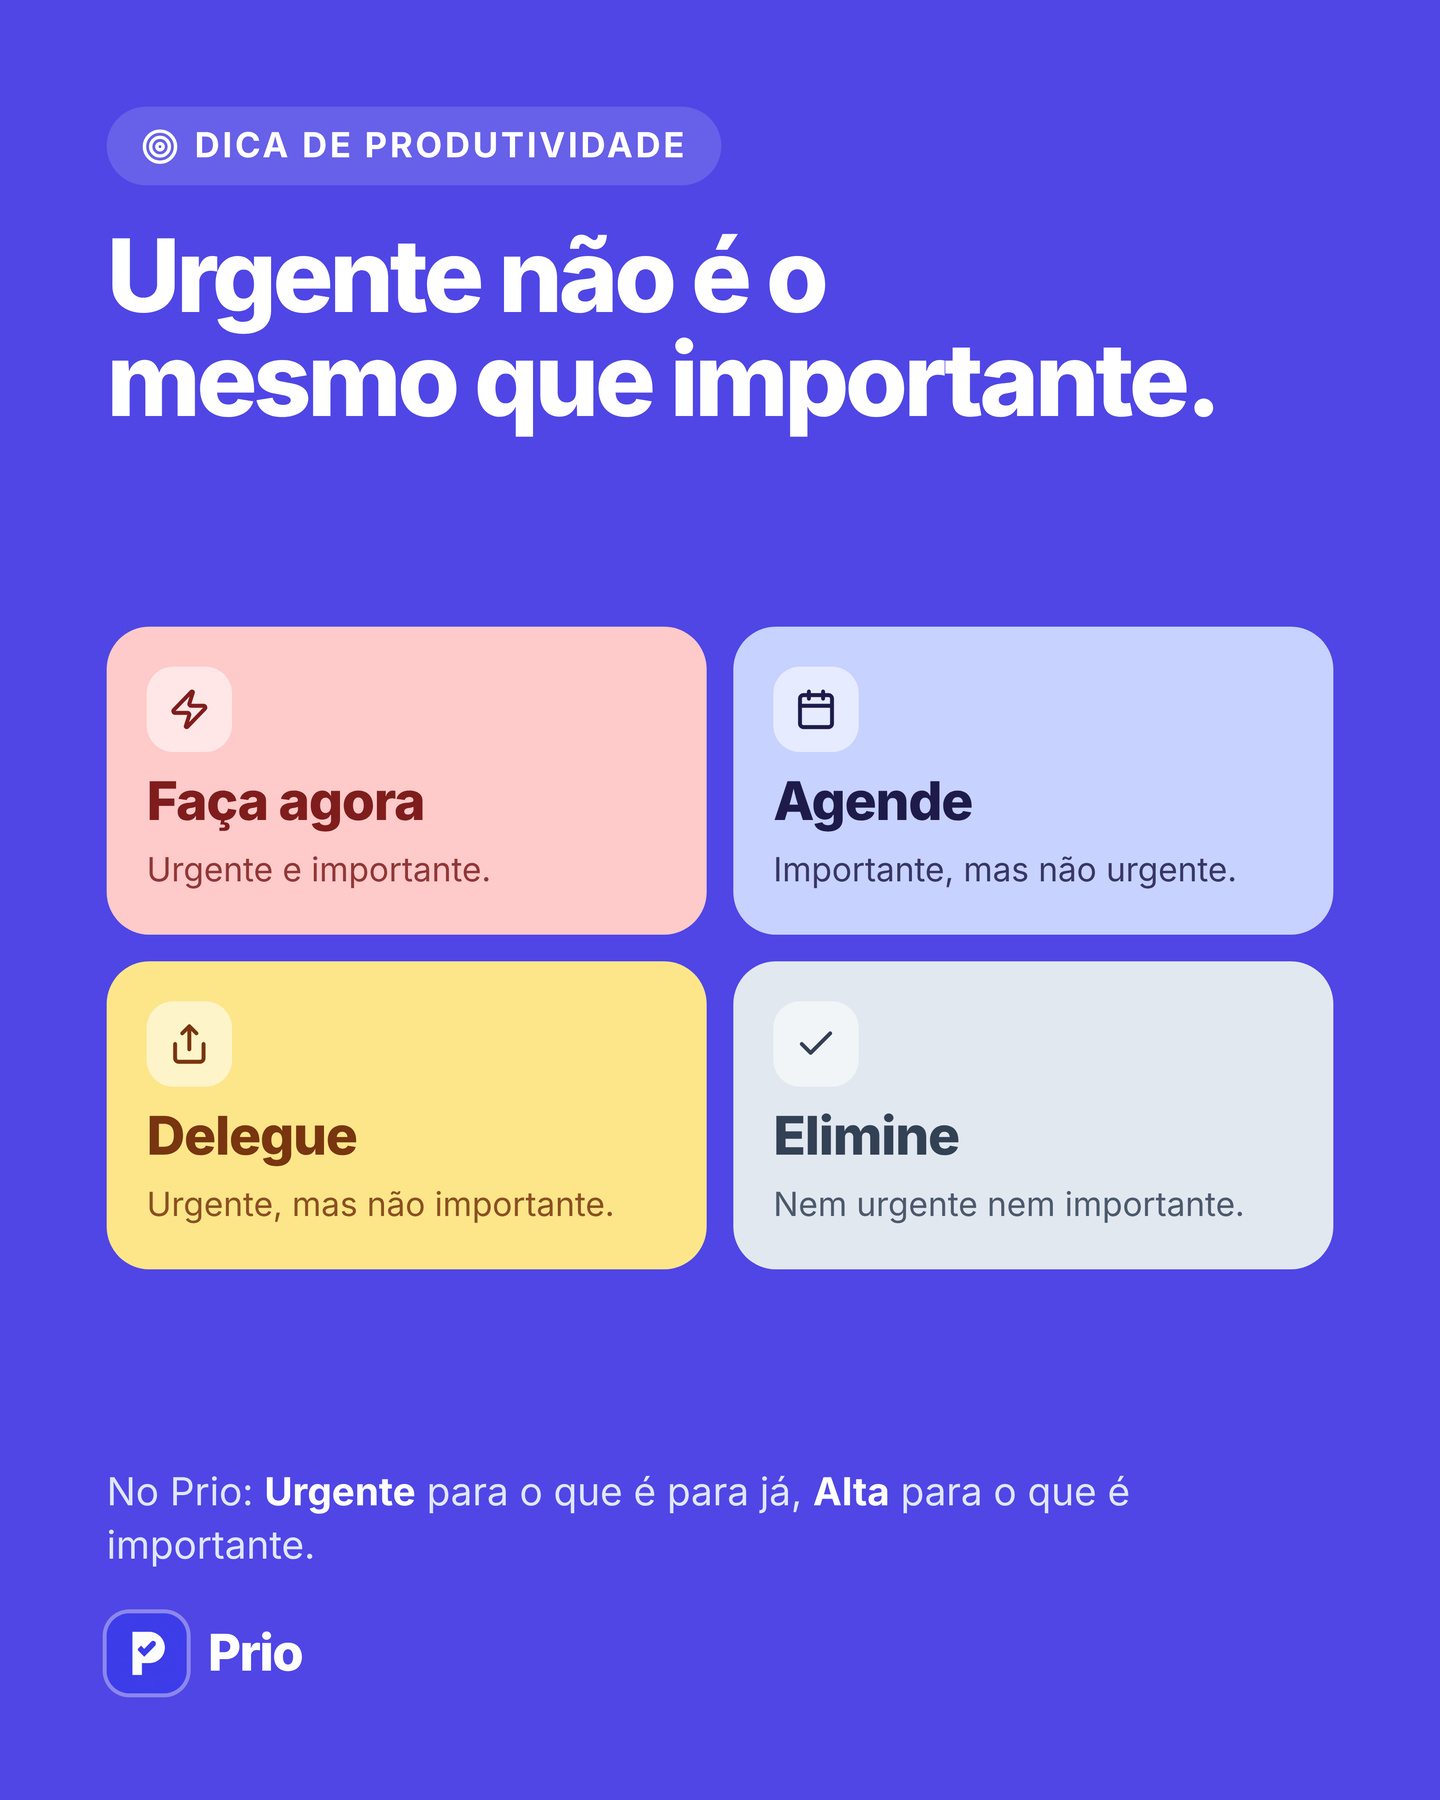 DICA DE PRODUTIVIDADE
Urgente não é o
mesmo que importante.
Faça agora
Urgente e importante.
Agende
Importante, mas não urgente.
Delegue
Urgente, mas não importante.
Elimine
Nem urgente nem importante.
No Prio: Urgente para o que é para já, Alta para o que é
importante.
Prio